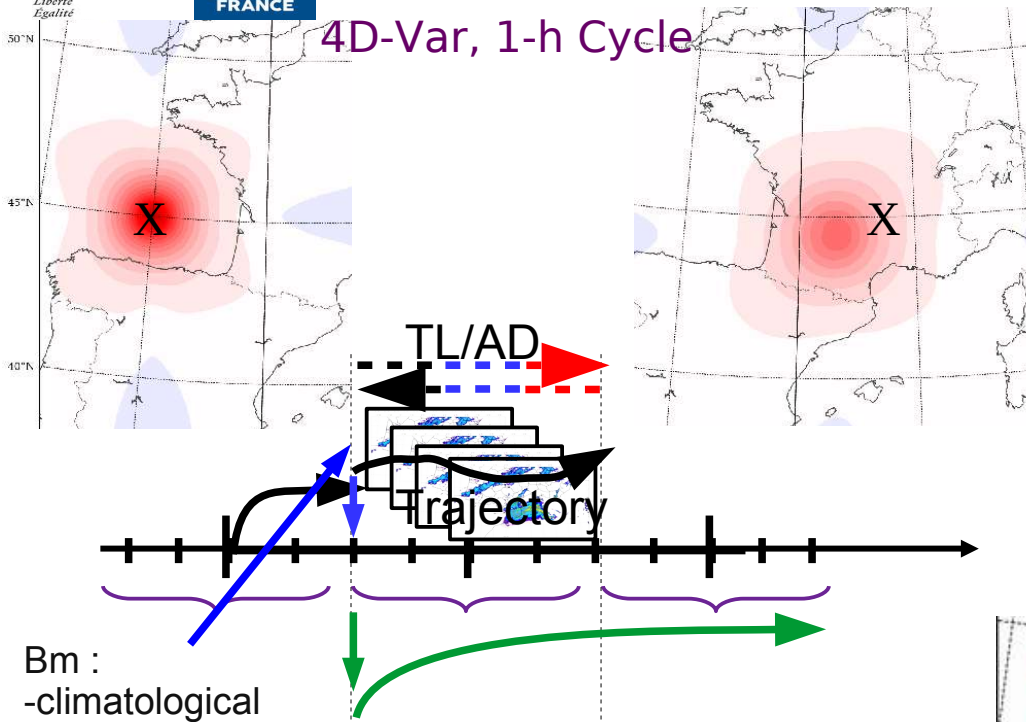 Liberté
Égalité
FRANCE
4D-Var, 1-h Cycle
50°N
45°N
X
X
40°N
TL/AD
Trajectory
Bm :
-climatological